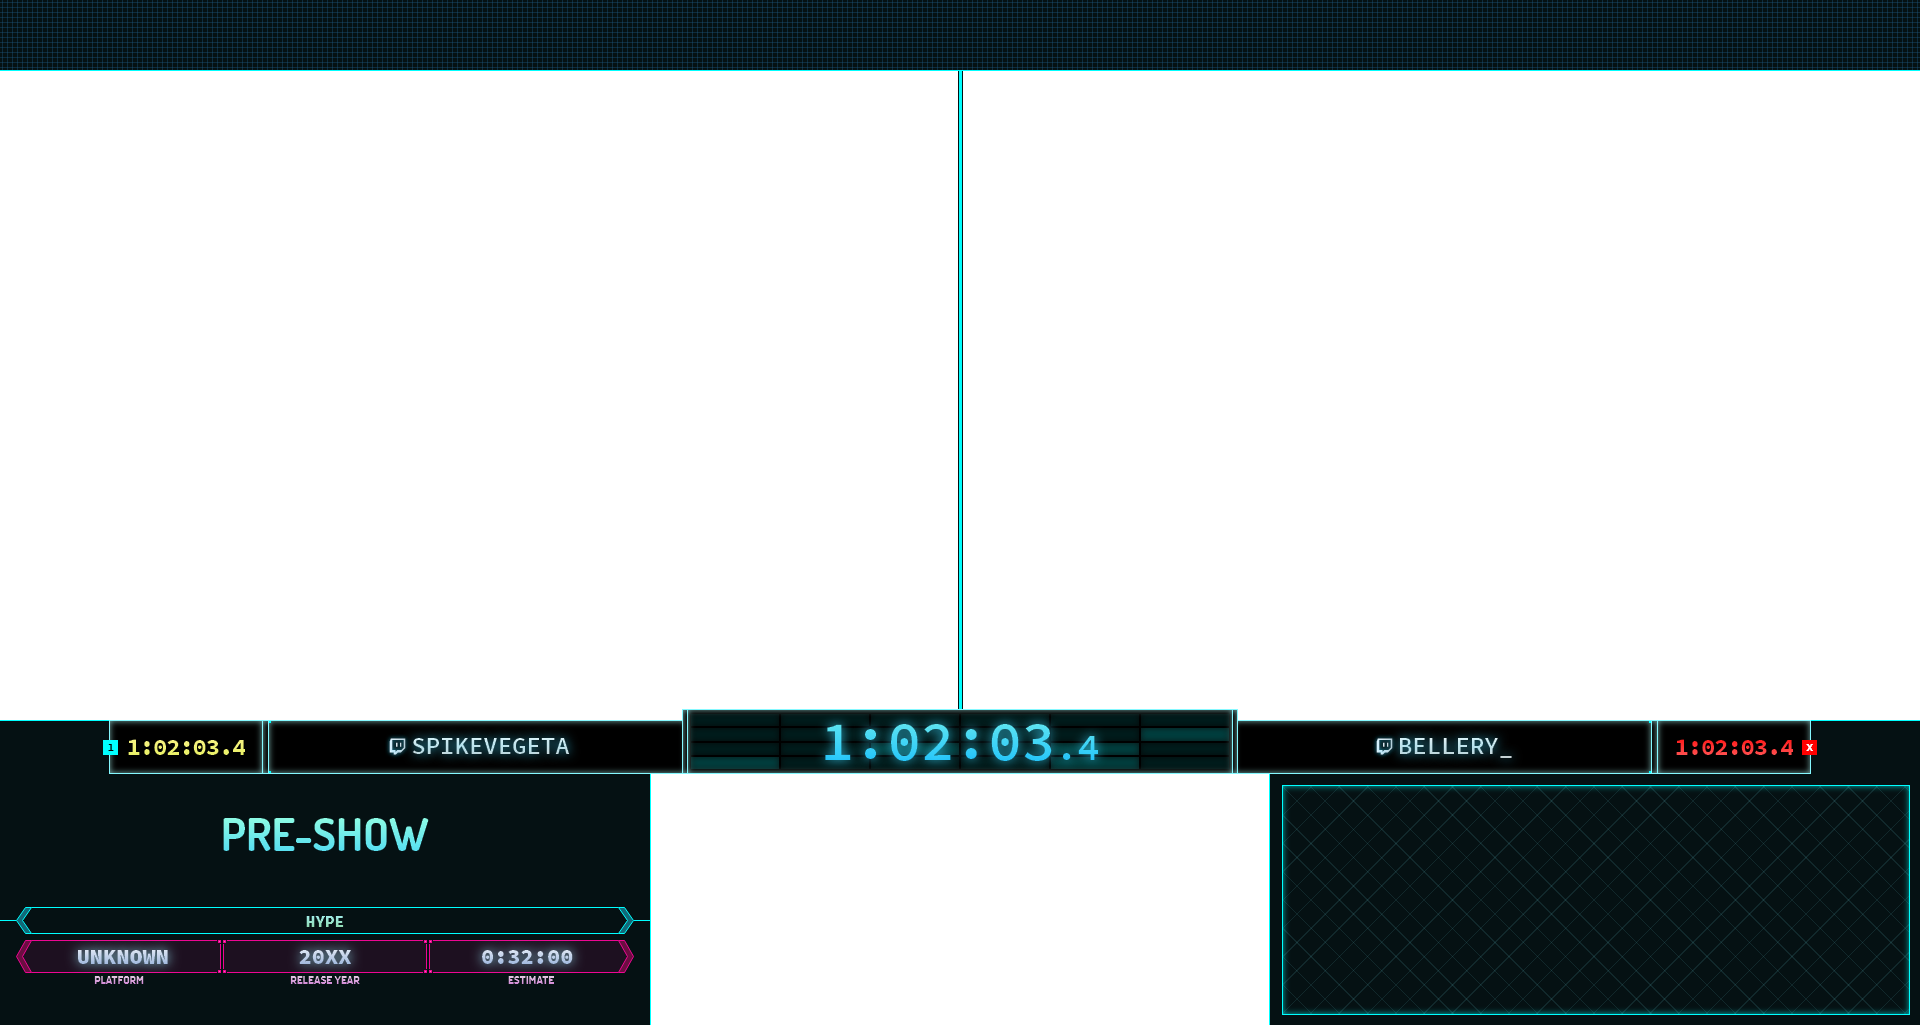 1 1:02:03.4 SPIKEVEGETA 1:02:03.4 BELLERY_ 1:02:03.4 X
PRE-SHOW
HYPE
UNKNOWN 20XX 0:32:00
PLATFORM RELEASE YEAR ESTIMATE